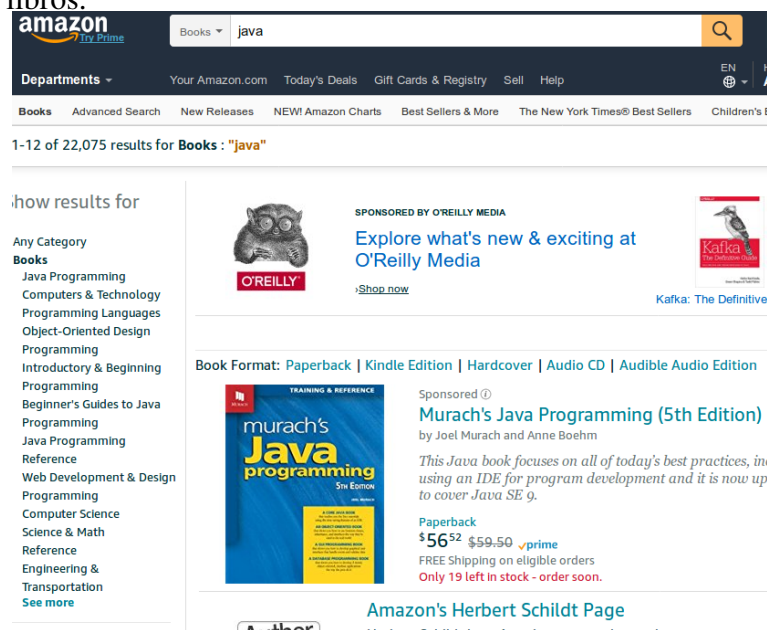 libros.
amazon
Try Prime
Books
java
Departments
Your Amazon.com Today's Deals Gift Cards & Registry Sell Help
EN
Books Advanced Search New Releases NEW! Amazon Charts Best Sellers & More The New York Times® Best Sellers Children's
1-12 of 22,075 results for Books : "java"
Show results for
Any Category
Books
Java Programming
Computers & Technology
Programming Languages
Object-Oriented Design
Programming
Introductory & Beginning
Programming
Beginner's Guides to Java
Programming
Java Programming
Reference
Web Development & Design
Programming
Computer Science
Science & Math
Reference
Engineering &
Transportation
See more
O'REILLY®
SPONSORED BY O'REILLY MEDIA
Explore what's new & exciting at
O'Reilly Media
›Shop now
Kafka
The Definitive Guide
Kafka: The Definitive
Book Format: Paperback | Kindle Edition | Hardcover | Audio CD | Audible Audio Edition
TRAINING & REFERENCE
murach's
Java
programming
5TH EDITION
Sponsored
Murach's Java Programming (5th Edition)
by Joel Murach and Anne Boehm
This Java book focuses on all of today's best practices, in
using an IDE for program development and it is now up
to cover Java SE 9.
Paperback
$56 52 $59.50 prime
FREE Shipping on eligible orders
Only 19 left in stock - order soon.
Amazon's Herbert Schildt Page